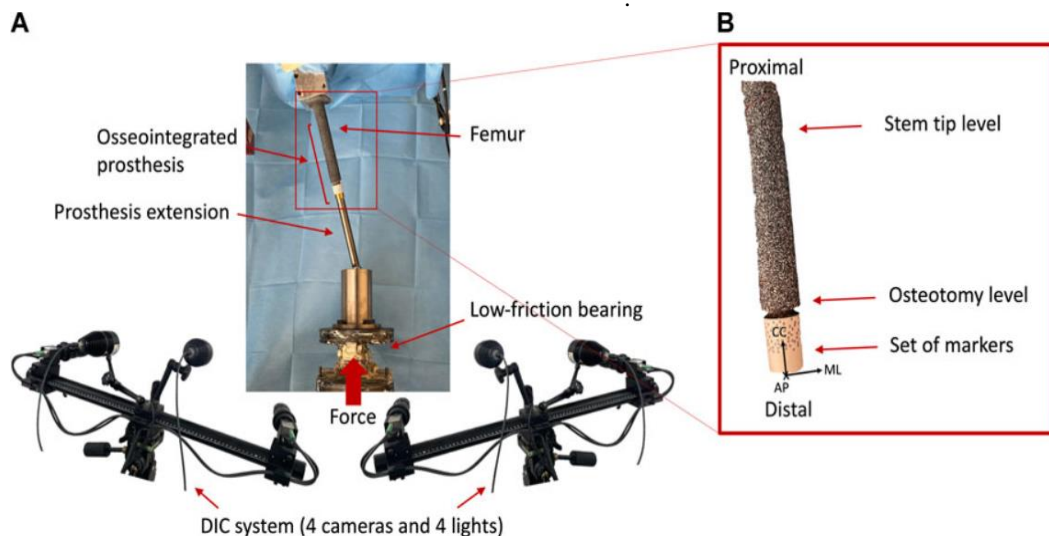 A
B
Osseointegrated
prosthesis
Femur
Prosthesis extension
Low-friction bearing
Force
DIC system (4 cameras and 4 lights)
Proximal
Stem tip level
Osteotomy level
Set of markers
CC
ML
AP
Distal